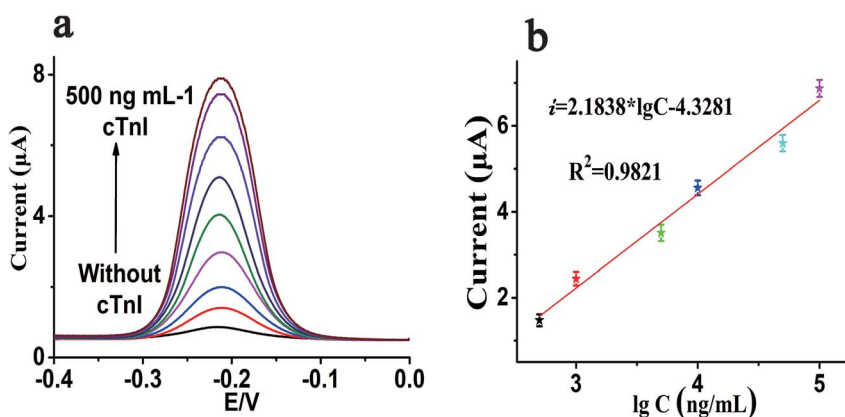 a
500 ng mL-1
cTnI
Without
cTnI
Current (μA)
8
4
0
-0.4
-0.3
-0.2
-0.1
0.0
E/V
b
i=2.1838*lgC-4.3281
R²=0.9821
Current (μA)
6
4
2
3
4
5
lg C (ng/mL)